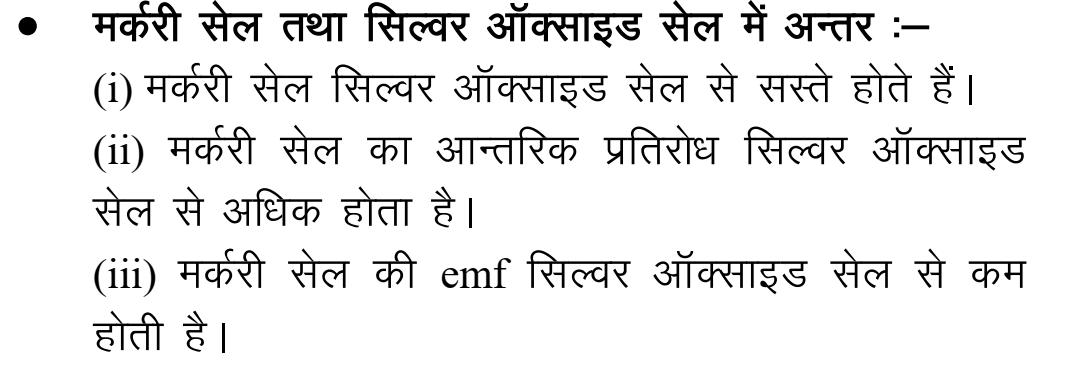 • मर्करी सेल तथा सिल्वर ऑक्साइड सेल में अन्तर :–
(i) मर्करी सेल सिल्वर ऑक्साइड सेल से सस्ते होते हैं।
(ii) मर्करी सेल का आन्तरिक प्रतिरोध सिल्वर ऑक्साइड
सेल से अधिक होता है।
(iii) मर्करी सेल की emf सिल्वर ऑक्साइड सेल से कम
होती है।